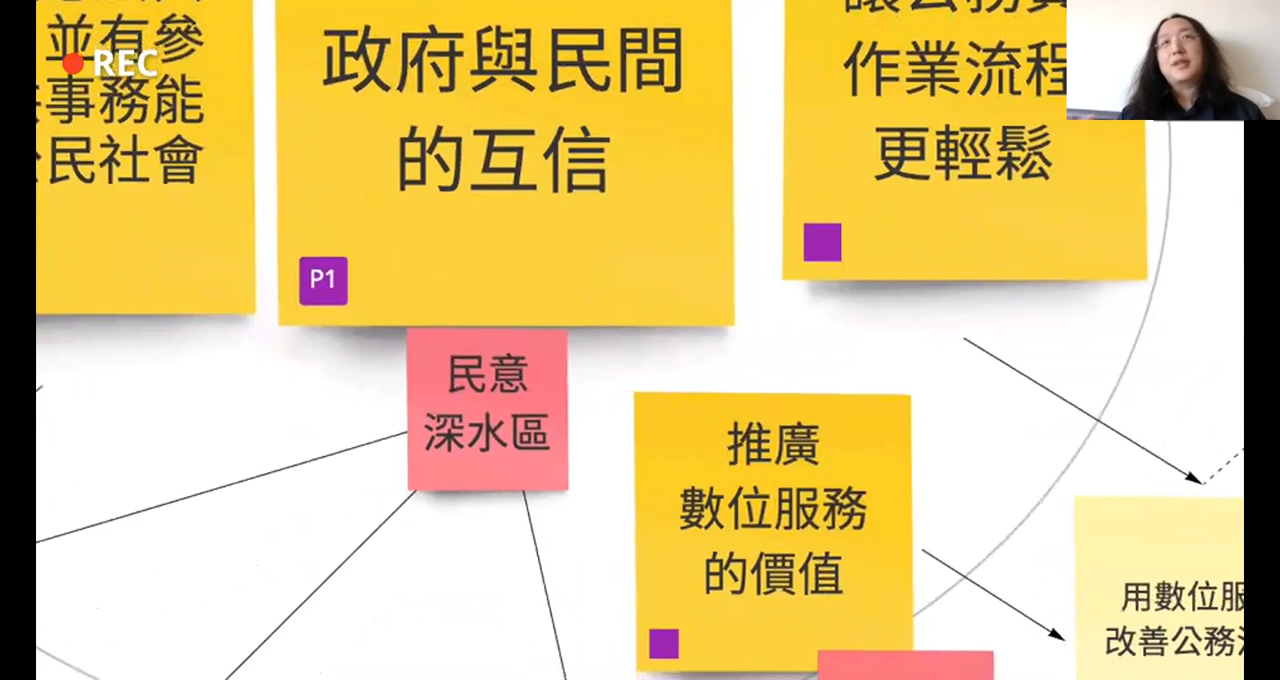 並有參
REC
事務能
民社會
政府與民間
的互信
P1
作業流程
更輕鬆
民意
深水區
推廣
數位服務
的價值
用數位服
改善公務